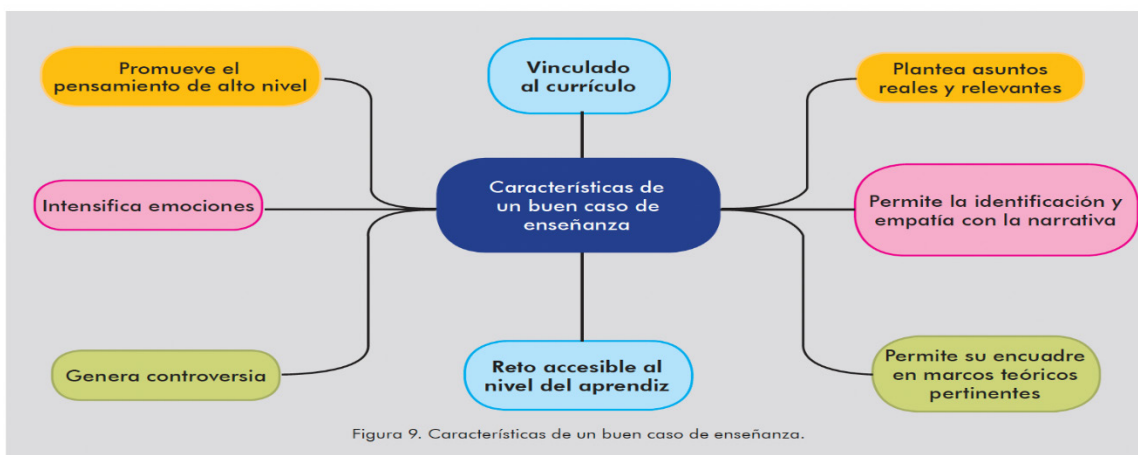 Promueve el
pensamiento de alto nivel
Vinculado
al currículo
Plantea asuntos
reales y relevantes
Intensifica emociones
Características de
un buen caso de
enseñanza
Permite la identificación y
empatía con la narrativa
Genera controversia
Reto accesible al
nivel del aprendiz
Permite su encuadre
en marcos teóricos
pertinentes
Figura 9. Características de un buen caso de enseñanza.